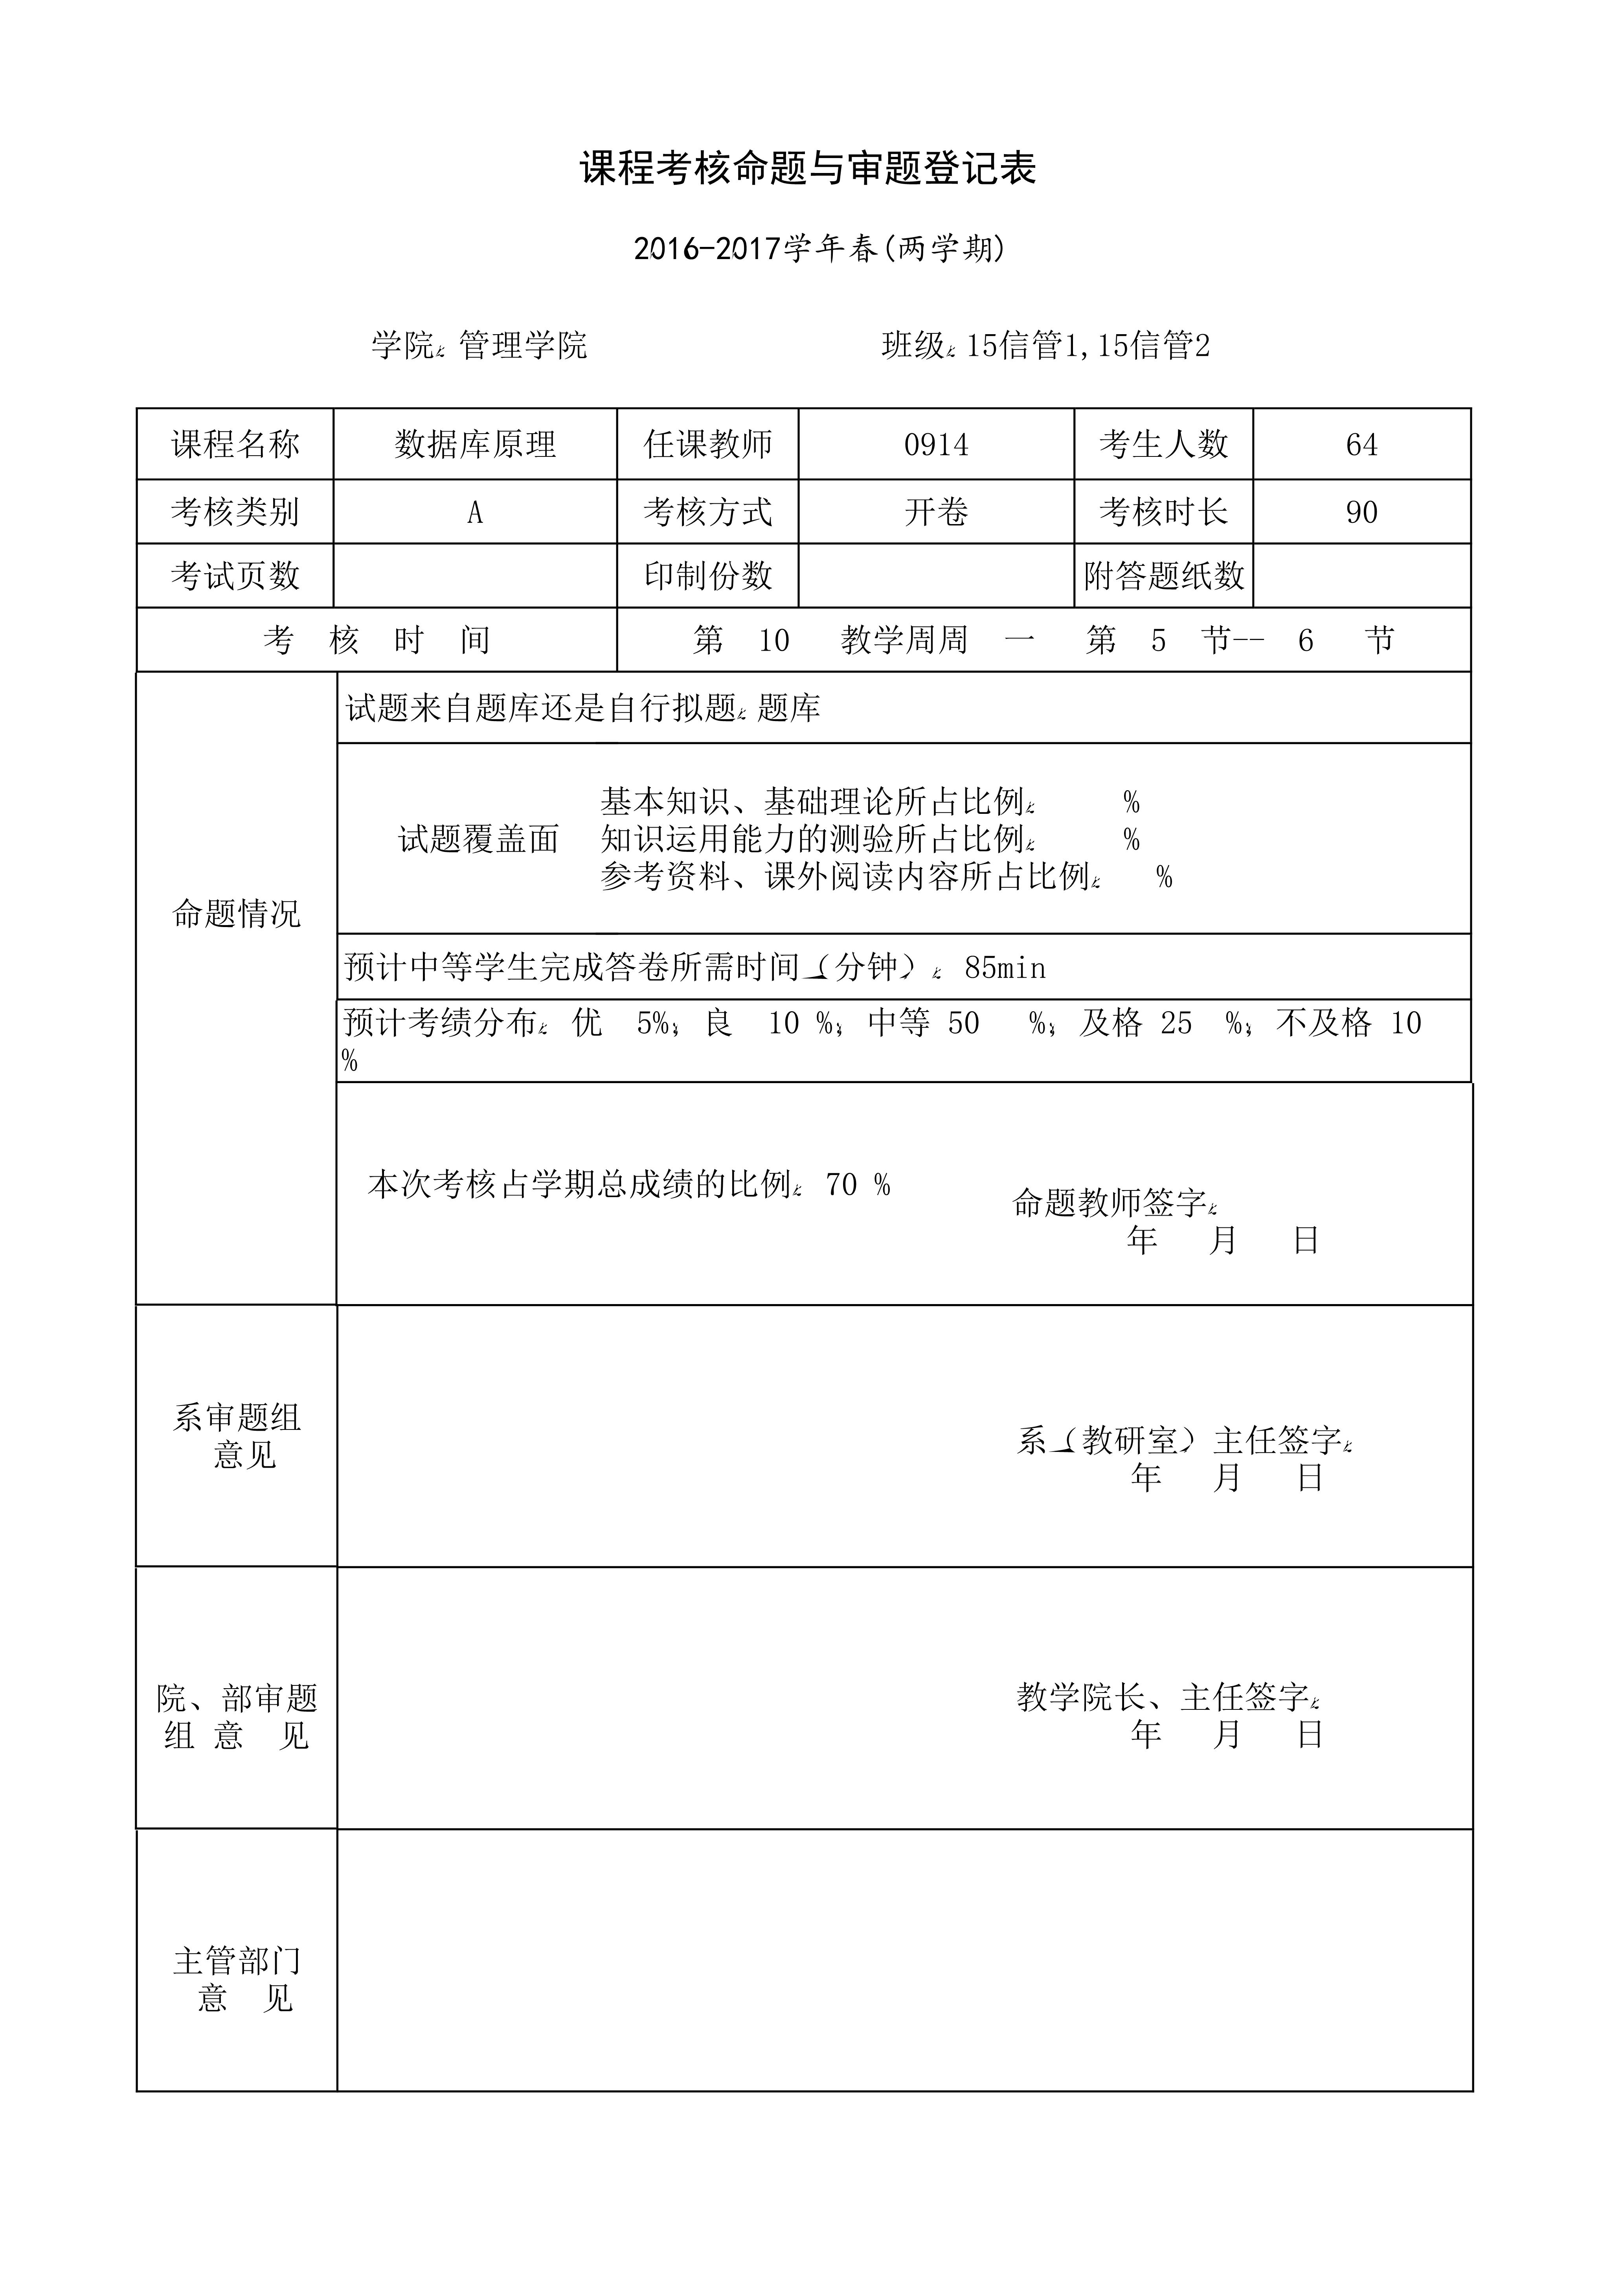 课程考核命题与审题登记表
2016-2017学年春(两学期)
学院： 管理学院 班级：15信管1,15信管2
课程名称 数据库原理 任课教师 0914 考生人数 64
考核类别 A 考核方式 开卷 考核时长 90
考试页数 印制份数 附答题纸数
考 核 时 间 第 10 教学周周 一 第 5 节-- 6 节
命题情况
试题来自题库还是自行拟题：题库
试题覆盖面
基本知识、基础理论所占比例： %
知识运用能力的测验所占比例： %
参考资料、课外阅读内容所占比例： %
预计中等学生完成答卷所需时间（分钟）： 85min
预计考绩分布： 优 5%；良 10 %；中等 50 %；及格 25 %；不及格 10
%
本次考核占学期总成绩的比例： 70 %
命题教师签字：
年 月 日
系审题组
意见
系（教研室）主任签字：
年 月 日
院、部审题
组 意 见
教学院长、主任签字：
年 月 日
主管部门
意 见